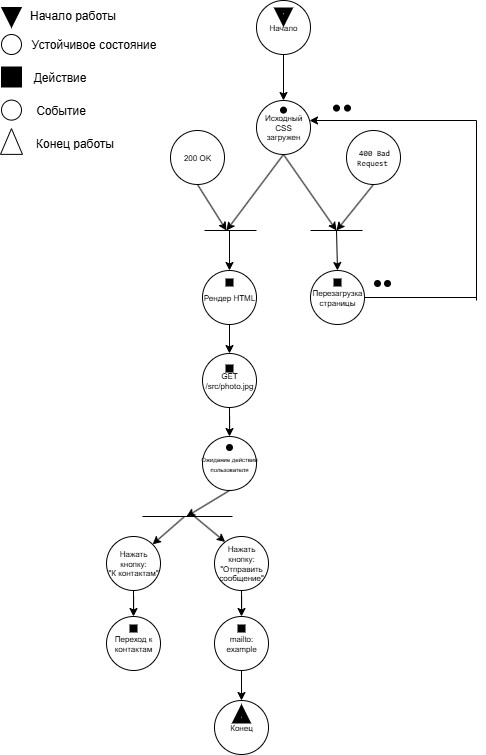 Начало работы
Устойчивое состояние
Действие
Событие
Конец работы
Начало
Исходный
CSS
загружен
200 OK
400 Bad
Request
Рендер HTML
Перезагрузка
страницы
GET
/src/photo.jpg
Ожидание действия
пользователя
Нажать
кнопку:
"К контактам"
Нажать
кнопку:
"Отправить
сообщение"
Переход к
контактам
mailto:
example
Конец